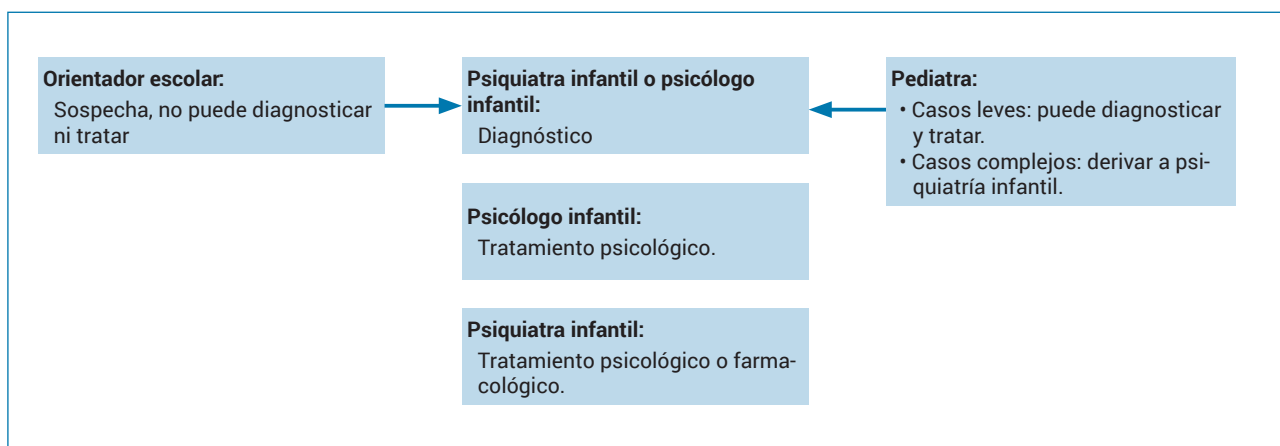 Orientador escolar:
Sospecha, no puede diagnosticar
ni tratar
Psiquiatra infantil o psicólogo
infantil:
Diagnóstico
Pediatra:
• Casos leves: puede diagnosticar
y tratar.
• Casos complejos: derivar a psi-
quiatría infantil.
Psicólogo infantil:
Tratamiento psicológico.
Psiquiatra infantil:
Tratamiento psicológico o farma-
cológico.